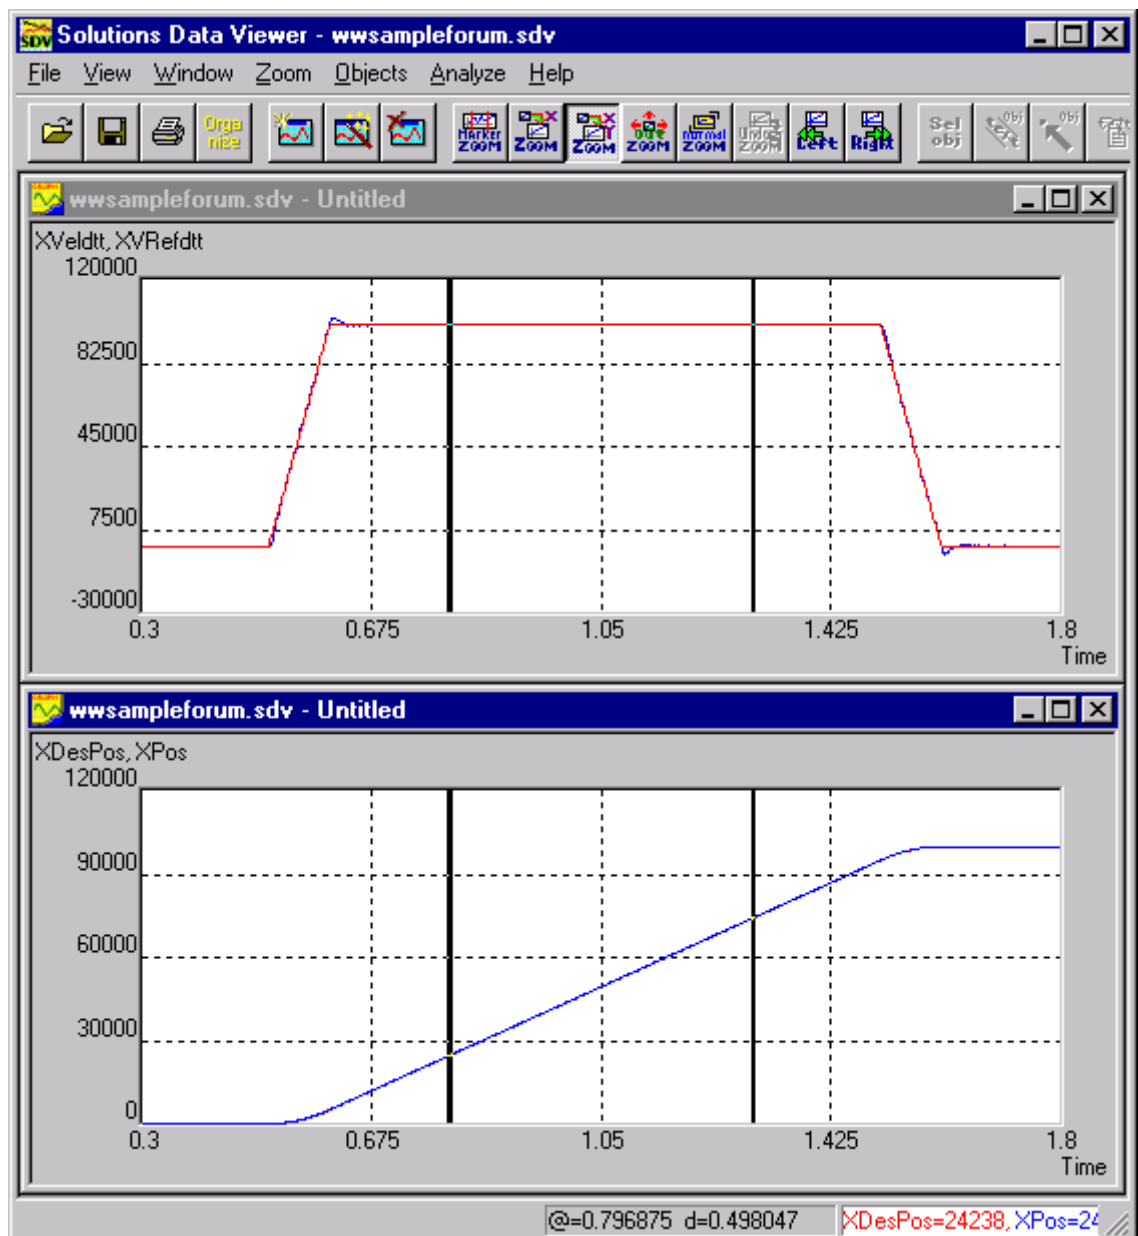 Solutions Data Viewer - wwsampleforum.sdv
File View Window Zoom Objects Analyze Help
Orga
nize
Marker
ZOOM
X
ZOOM
Y
ZOOM
out
ZOOM
normal
ZOOM
Undo
ZOOM
Left
Right
Sel
obj
Obj
Obj
wwsampleforum.sdv - Untitled
XVeldtt, XVRefdtt
120000
82500
45000
7500
-30000
0.3 0.675 1.05 1.425 1.8
Time
wwsampleforum.sdv - Untitled
XDesPos, XPos
120000
90000
60000
30000
0
0.3 0.675 1.05 1.425 1.8
Time
@=0.796875 d=0.498047 XDesPos=24238, XPos=24